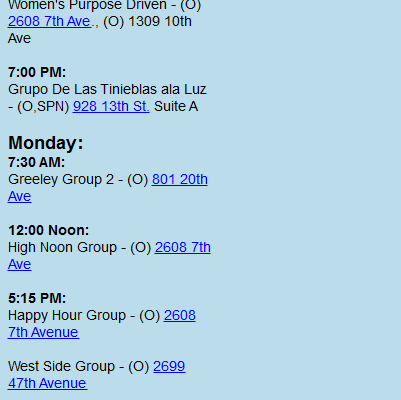 Women's Purpose Driven - (O)
2608 7th Ave., (O) 1309 10th
Ave
7:00 PM:
Grupo De Las Tinieblas ala Luz
- (O,SPN) 928 13th St. Suite A
Monday:
7:30 AM:
Greeley Group 2 - (O) 801 20th
Ave
12:00 Noon:
High Noon Group - (O) 2608 7th
Ave
5:15 PM:
Happy Hour Group - (O) 2608
7th Avenue
West Side Group - (O) 2699
47th Avenue